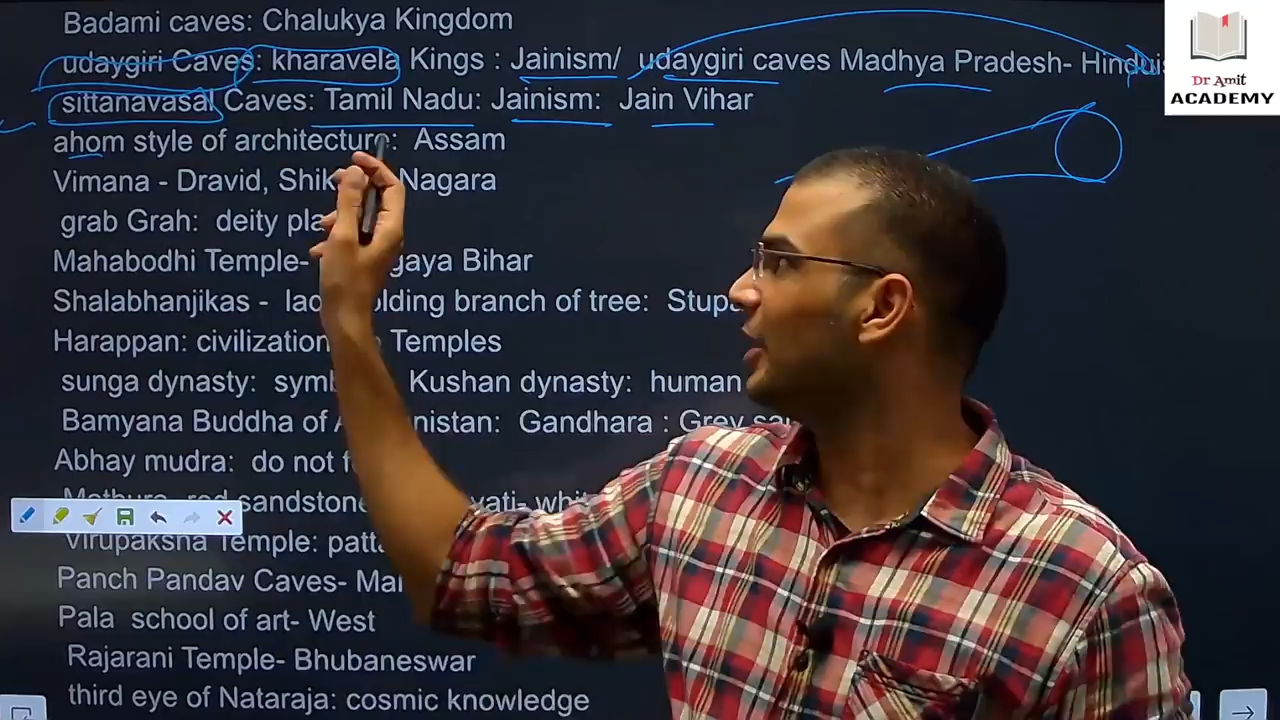 Badami caves: Chalukya Kingdom
udaygiri Caves: kharavela Kings : Jainism/ udaygiri caves Madhya Pradesh- Hinduis
sittanavasal Caves: Tamil Nadu: Jainism: Jain Vihar
ahom style of architecture: Assam
Vimana - Dravid, Nagara
grab Grah: deity
Mahabodhi Temple- Bihar
Shalabhanjikas - branch of tree:
Harappan: civilization Temples
sunga dynasty: Kushan dynasty: human
Bamyana Buddha of Gandhara : Grey
Abhay mudra: do not
sandstone
Virupaksha Temple:
Panch Pandav Caves-
Pala school of art- West
Rajarani Temple- Bhubaneswar
third eye of Nataraja: cosmic knowledge
Dr Amit
ACADEMY